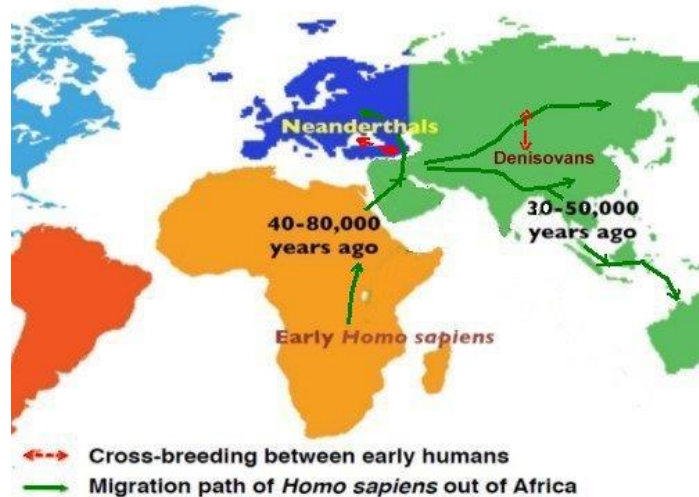 Neanderthals
Denisovans
40-80,000
years ago
30-50,000
years ago
Early Homo sapiens
Cross-breeding between early humans
Migration path of Homo sapiens out of Africa